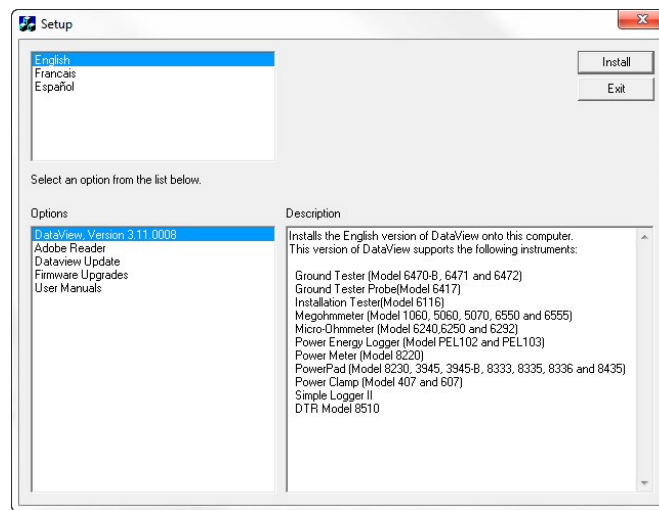 Setup
English
Francais
Español
Install
Exit
Select an option from the list below.
Options
DataView, Version 3.11.0008
Adobe Reader
Dataview Update
Firmware Upgrades
User Manuals
Description
Installs the English version of DataView onto this computer.
This version of DataView supports the following instruments:
Ground Tester (Model 6470-B, 6471 and 6472)
Ground Tester Probe(Model 6417)
Installation Tester(Model 6116)
Megohmmeter (Model 1060, 5060, 5070, 6550 and 6555)
Micro-Ohmmeter (Model 6240,6250 and 6292)
Power Energy Logger (Model PEL102 and PEL103)
Power Meter (Model 8220)
PowerPad (Model 8230, 3945, 3945-B, 8333, 8335, 8336 and 8435)
Power Clamp (Model 407 and 607)
Simple Logger II
DTR Model 8510